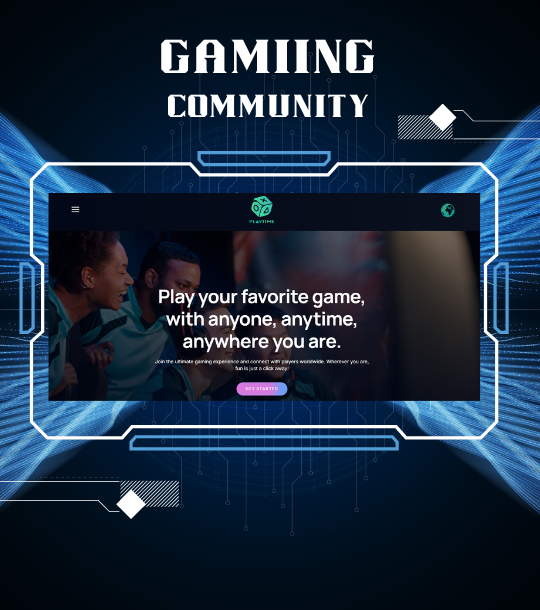 GAMIING
COMMUNITY
PLAYTIME
Play your favorite game,
with anyone, anytime,
anywhere you are.
Join the ultimate gaming experience and connect with players worldwide. Wherever you are,
fun is just a click away!
GET STARTED